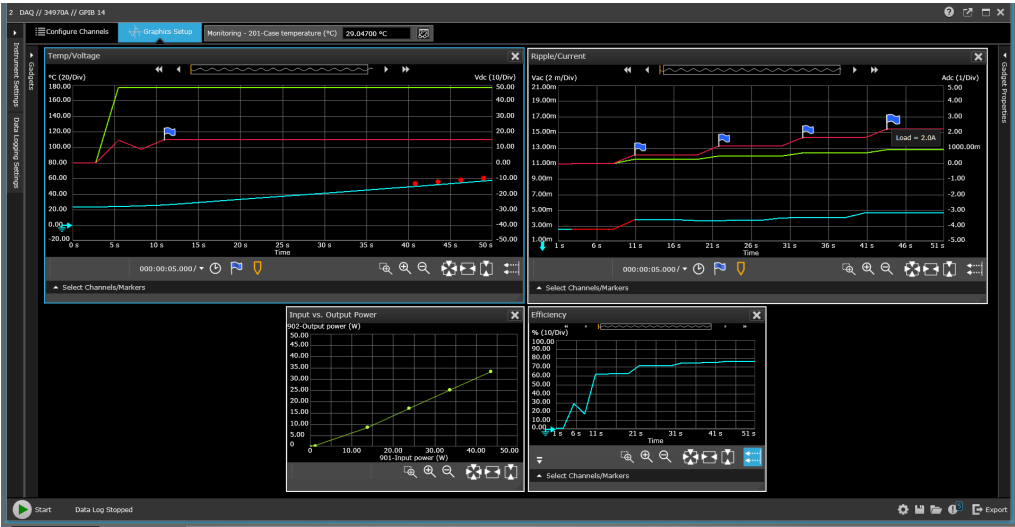 2 DAQ // 34970A // GPIB 14
Configure Channels
Graphics Setup
Monitoring - 201-Case temperature (°C) 29.04700 °C
Instrument Settings
Data Logging Settings
Gadgets
Gadget Properties
Temp/Voltage
°C (20/Div) Vdc (10/Div)
180.00 50.00
160.00 40.00
140.00 30.00
120.00 20.00
100.00 10.00
80.00 0.00
60.00 -10.00
40.00 -20.00
20.00 -30.00
0.00 -40.00
-20.00 -50.00
0 s 5 s 10 s 15 s 20 s 25 s 30 s 35 s 40 s 45 s 50 s
Time
000:00:05.000/
Select Channels/Markers
Ripple/Current
Vac (2 m/Div) Adc (1/Div)
21.00m 5.00
19.00m 4.00
17.00m 3.00
15.00m 2.00
Load = 2.0A
13.00m 1000.00m
11.00m 0.00
9.00m -1.00
7.00m -2.00
5.00m -3.00
3.00m -4.00
1.00m -5.00
1 s 6 s 11 s 16 s 21 s 26 s 31 s 36 s 41 s 46 s 51 s
Time
000:00:05.000/
Select Channels/Markers
Input vs. Output Power
902-Output power (W)
50.00
45.00
40.00
35.00
30.00
25.00
20.00
15.00
10.00
5.00
0
0 10.00 20.00 30.00 40.00 50.00
901-Input power (W)
Efficiency
% (10/Div)
100.00
90.00
80.00
70.00
60.00
50.00
40.00
30.00
20.00
10.00
0.00
1 s 6 s 11 s 21 s 31 s 41 s 51 s
Time
Select Channels/Markers
Start
Data Log Stopped
5
Export